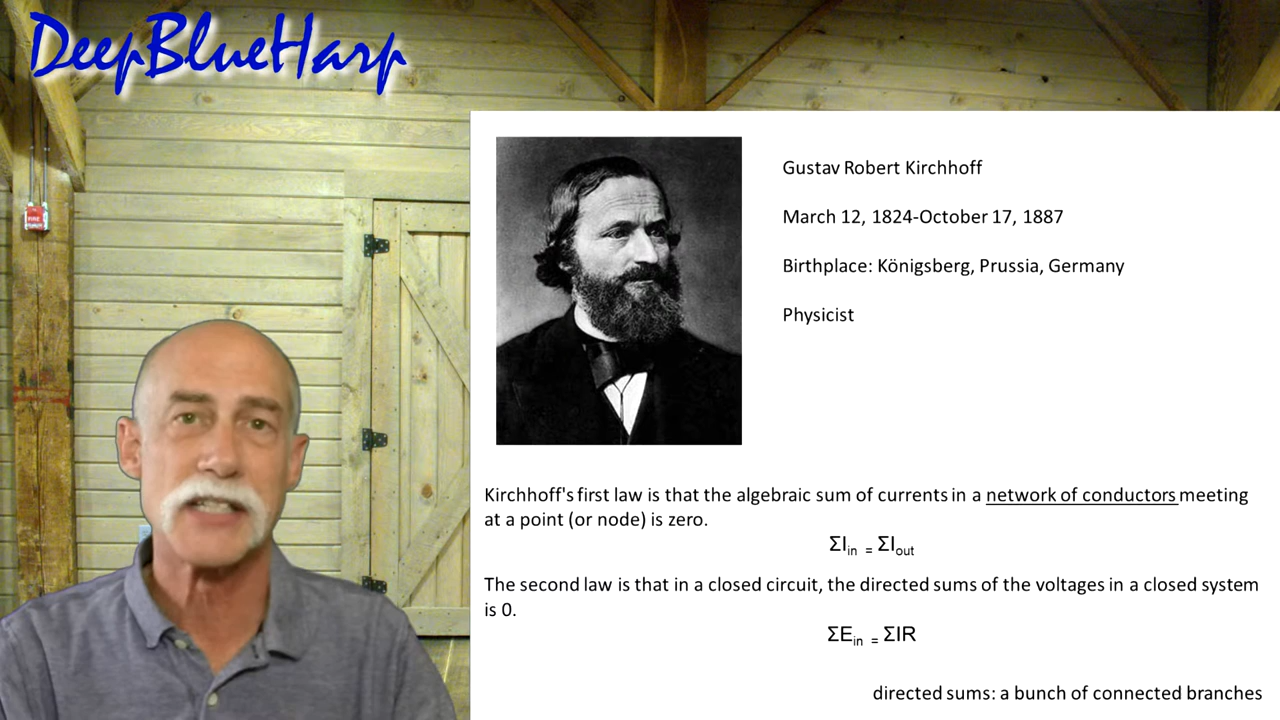 DeepBlueHarp
FIRE
Gustav Robert Kirchhoff
March 12, 1824-October 17, 1887
Birthplace: Königsberg, Prussia, Germany
Physicist
Kirchhoff's first law is that the algebraic sum of currents in a network of conductors meeting
at a point (or node) is zero.
ΣIin = ΣIout
The second law is that in a closed circuit, the directed sums of the voltages in a closed system
is 0.
ΣEin = ΣIR
directed sums: a bunch of connected branches